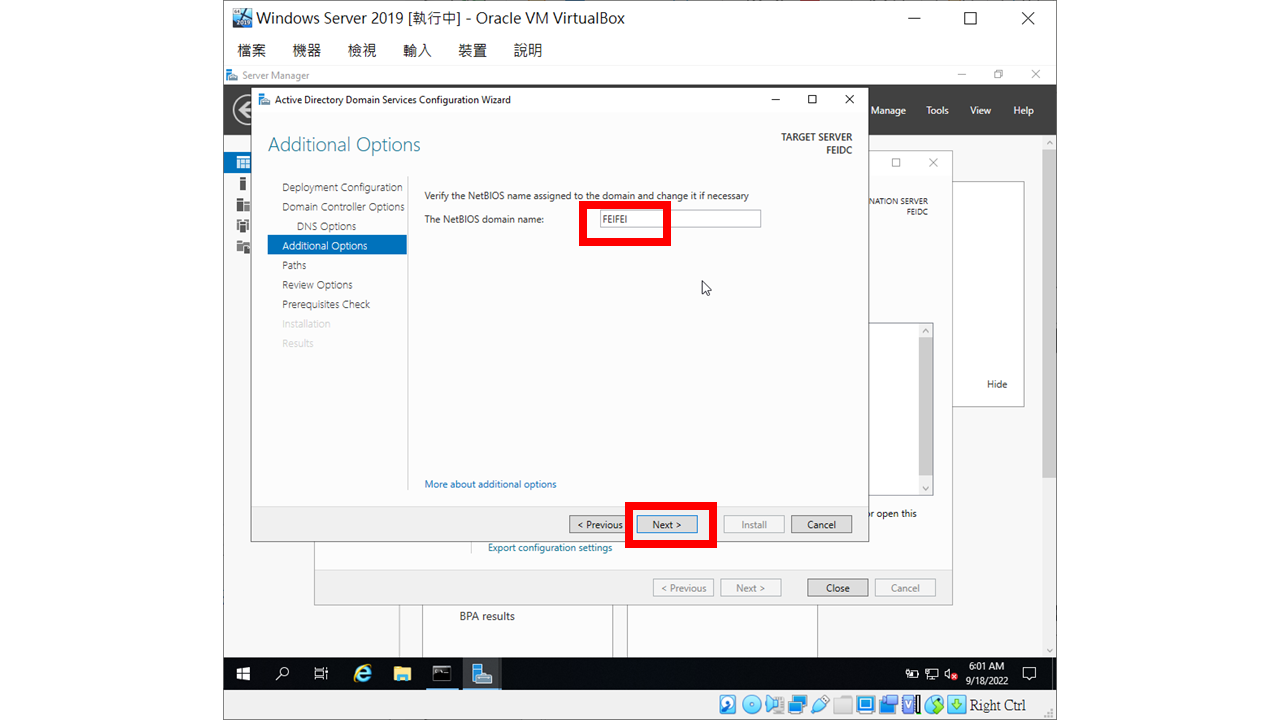 Windows Server 2019 [執行中] - Oracle VM VirtualBox
檔案 機器 檢視 輸入 裝置 說明
Server Manager
Manage Tools View Help
Active Directory Domain Services Configuration Wizard
Additional Options
TARGET SERVER
FEIDC
Deployment Configuration
Domain Controller Options
DNS Options
Additional Options
Paths
Review Options
Prerequisites Check
Installation
Results
Verify the NetBIOS name assigned to the domain and change it if necessary
The NetBIOS domain name: FEIFEI
More about additional options
< Previous Next > Install Cancel
NATION SERVER
FEIDC
Hide
or open this
Export configuration settings
< Previous Next > Close Cancel
BPA results
6:01 AM
9/18/2022
Right Ctrl